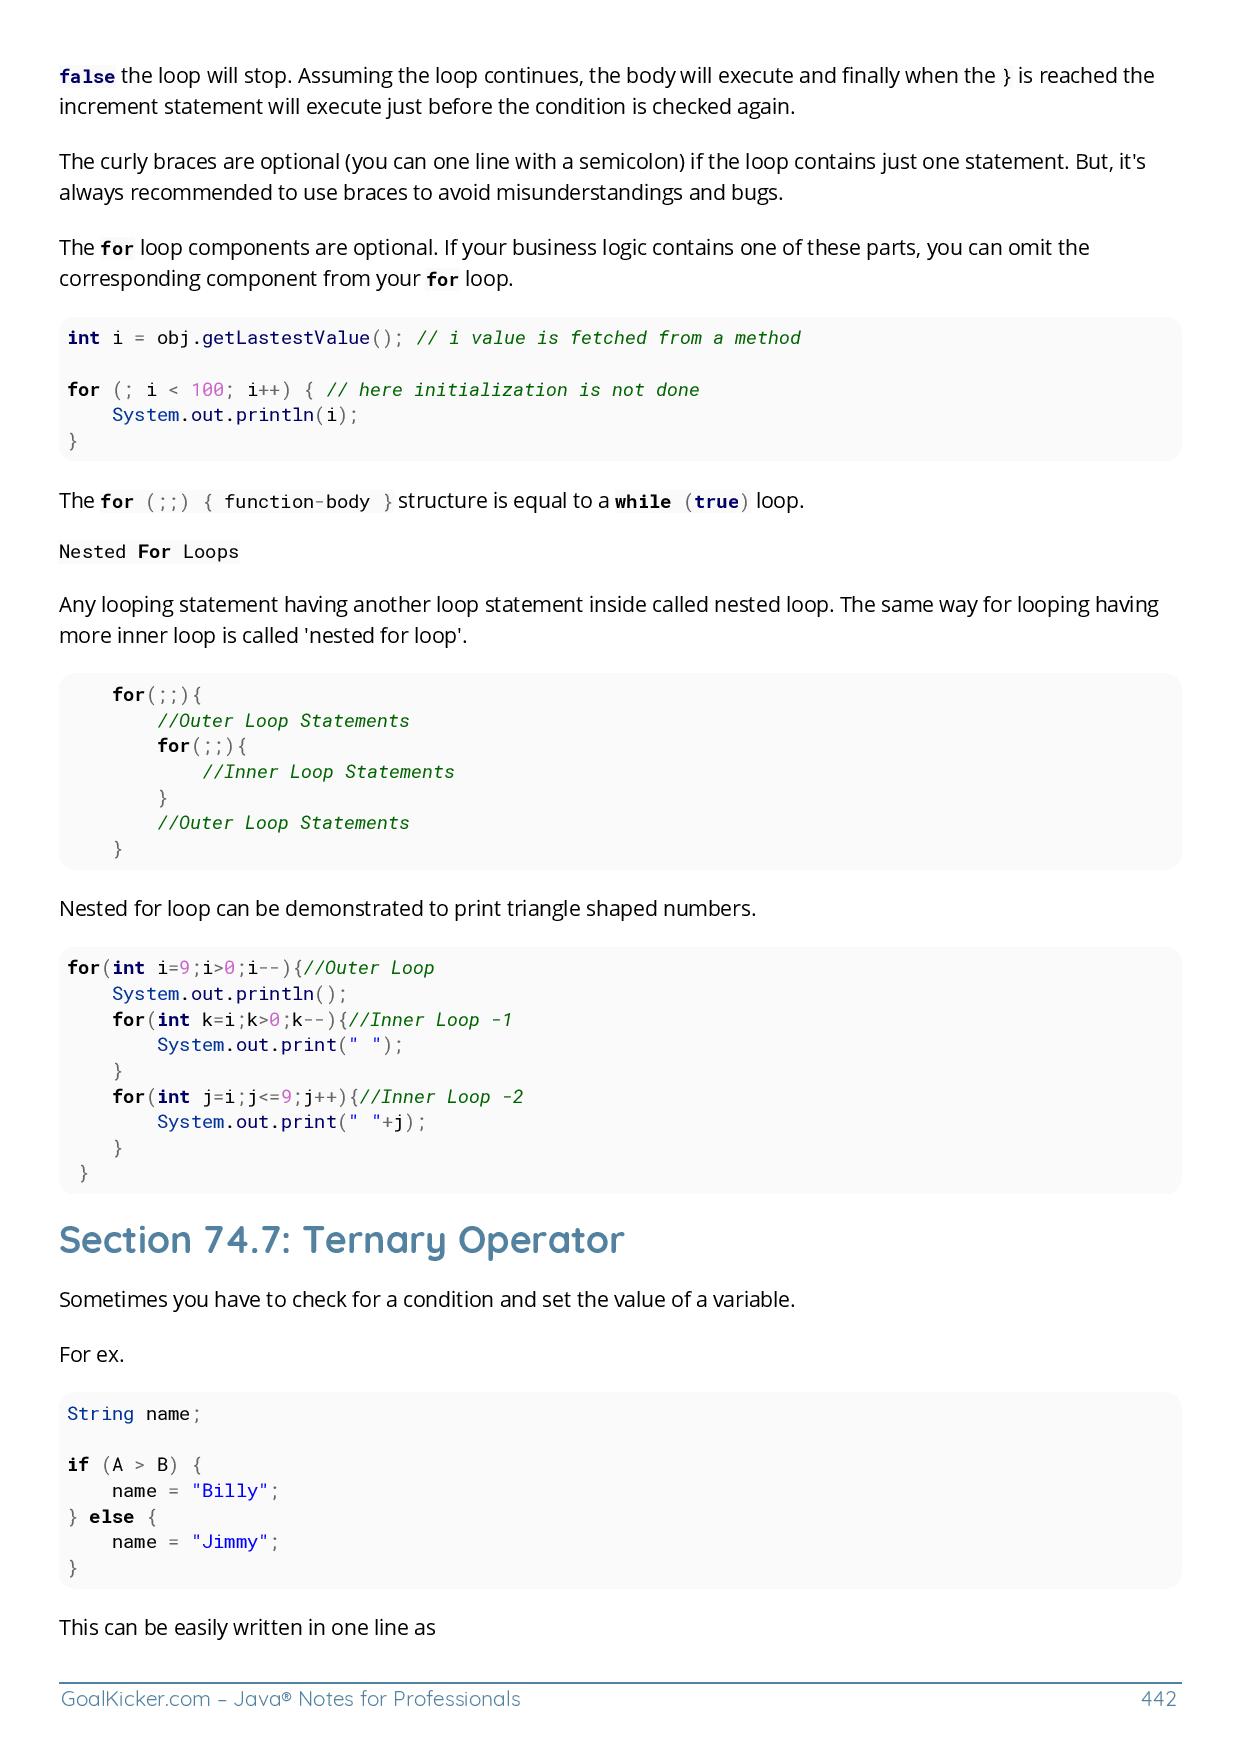 false the loop will stop. Assuming the loop continues, the body will execute and finally when the } is reached the
increment statement will execute just before the condition is checked again.
The curly braces are optional (you can one line with a semicolon) if the loop contains just one statement. But, it's
always recommended to use braces to avoid misunderstandings and bugs.
The for loop components are optional. If your business logic contains one of these parts, you can omit the
corresponding component from your for loop.
int i = obj.getLastestValue(); // i value is fetched from a method
for (; i < 100; i++) { // here initialization is not done
    System.out.println(i);
}
The for (;;) { function-body } structure is equal to a while (true) loop.
Nested For Loops
Any looping statement having another loop statement inside called nested loop. The same way for looping having
more inner loop is called 'nested for loop'.
    for(;;){
        //Outer Loop Statements
        for(;;){
            //Inner Loop Statements
        }
        //Outer Loop Statements
    }
Nested for loop can be demonstrated to print triangle shaped numbers.
for(int i=9;i>0;i--){//Outer Loop
    System.out.println();
    for(int k=i;k>0;k--){//Inner Loop -1
        System.out.print(" ");
    }
    for(int j=i;j<=9;j++){//Inner Loop -2
        System.out.print(" "+j);
    }
 }
Section 74.7: Ternary Operator
Sometimes you have to check for a condition and set the value of a variable.
For ex.
String name;
if (A > B) {
    name = "Billy";
} else {
    name = "Jimmy";
}
This can be easily written in one line as
GoalKicker.com – Java® Notes for Professionals 442